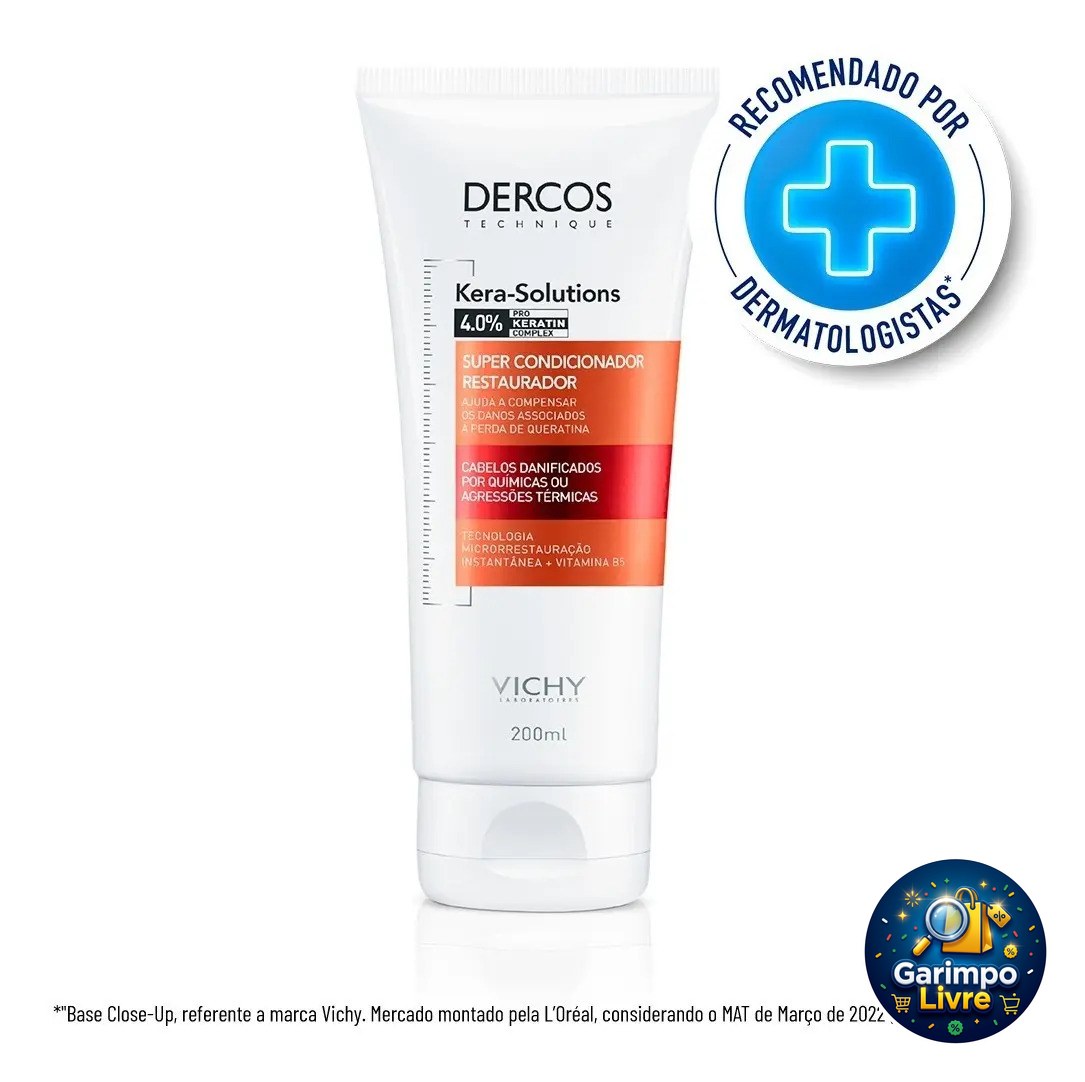 DERCOS
TECHNIQUE
Kera-Solutions
4.0% PRO
KERATIN
COMPLEX
SUPER CONDICIONADOR
RESTAURADOR
AJUDA A COMPENSAR
OS DANOS ASSOCIADOS
À PERDA DE QUERATINA
CABELOS DANIFICADOS
POR QUÍMICAS OU
AGRESSÕES TÉRMICAS
TECNOLOGIA
MICRORRESTAURAÇÃO
INSTANTÂNEA + VITAMINA B5
VICHY
LABORATOIRES
200ml
RECOMENDADO POR
DERMATOLOGISTAS*
*"Base Close-Up, referente a marca Vichy. Mercado montado pela L'Oréal, considerando o MAT de Março de 2022
Garimpo
Livre